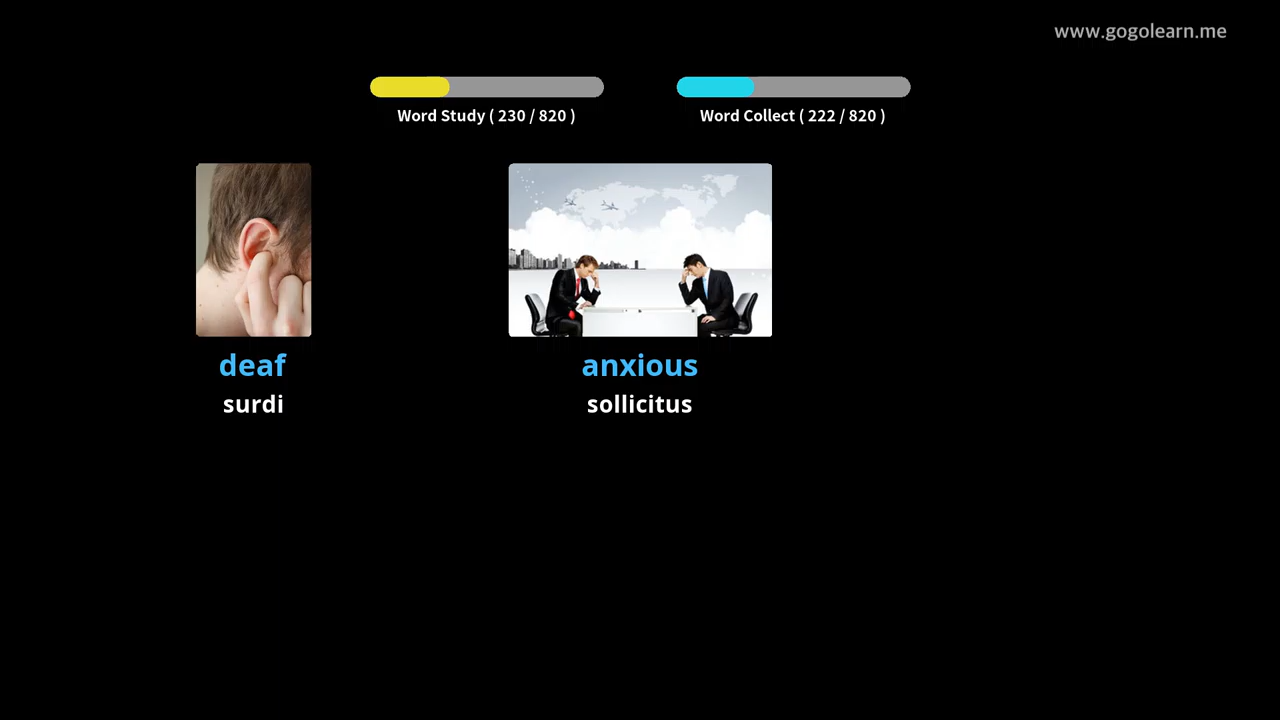 www.gogolearn.me
Word Study ( 230 / 820 )
Word Collect ( 222 / 820 )
deaf
surdi
anxious
sollicitus